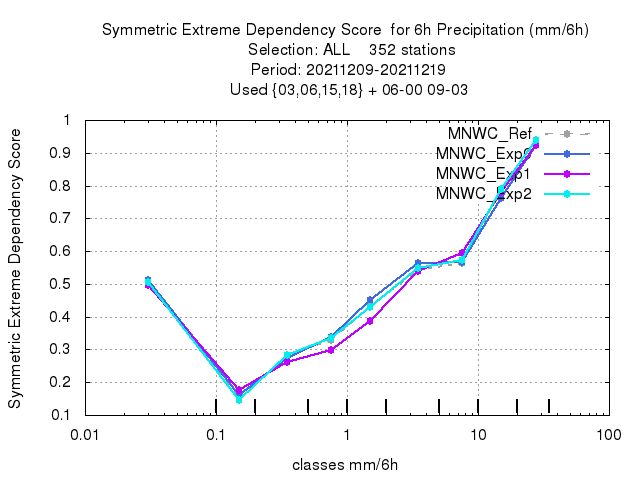 Symmetric Extreme Dependency Score  for 6h Precipitation (mm/6h)
Selection: ALL    352 stations
Period: 20211209-20211219
Used {03,06,15,18} + 06-00 09-03
Symmetric Extreme Dependency Score
1
0.9
0.8
0.7
0.6
0.5
0.4
0.3
0.2
0.1
MNWC_Ref
MNWC_Exp0
MNWC_Exp1
MNWC_Exp2
0.01
0.1
1
10
100
classes mm/6h